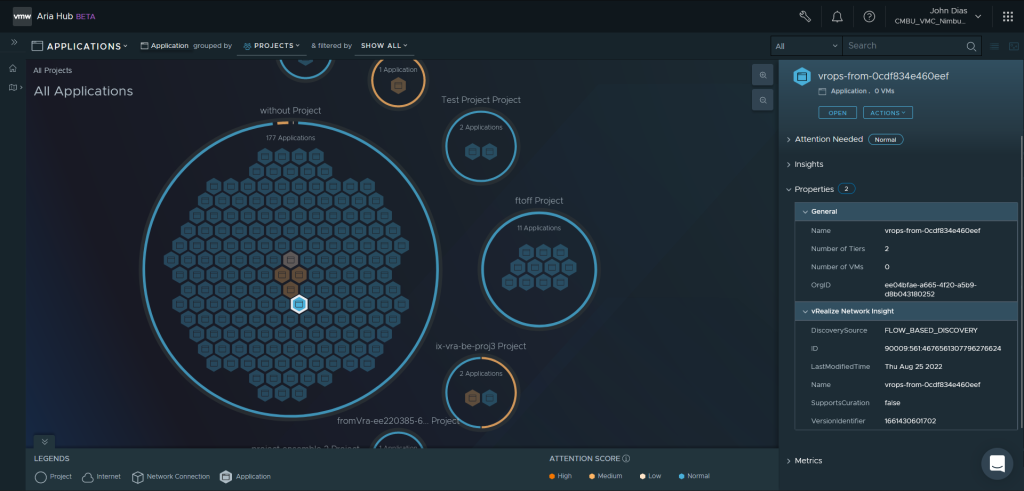 vmw Aria Hub BETA
John Dias
CMBU_VMC_Nimbu...
APPLICATIONS
Application grouped by PROJECTS & filtered by SHOW ALL
All
Search
All Projects
All Applications
1 Application
Test Project Project
2 Applications
without Project
177 Applications
ftoff Project
11 Applications
ix-vra-be-proj3 Project
2 Applications
fromVra-ee220385-6... Project
LEGENDS
Project
Internet
Network Connection
Application
ATTENTION SCORE
High
Medium
Low
Normal
vrops-from-0cdf834e460eef
Application . 0 VMs
OPEN
ACTIONS
Attention Needed Normal
Insights
Properties 2
General
Name vrops-from-0cdf834e460eef
Number of Tiers 2
Number of VMs 0
OrgID ee04bfae-a665-4f20-a5b9-
d8b043180252
vRealize Network Insight
DiscoverySource FLOW_BASED_DISCOVERY
ID 90009:561:4676561307796276624
LastModifiedTime Thu Aug 25 2022
Name vrops-from-0cdf834e460eef
SupportsCuration false
VersionIdentifier 1661430601702
Metrics